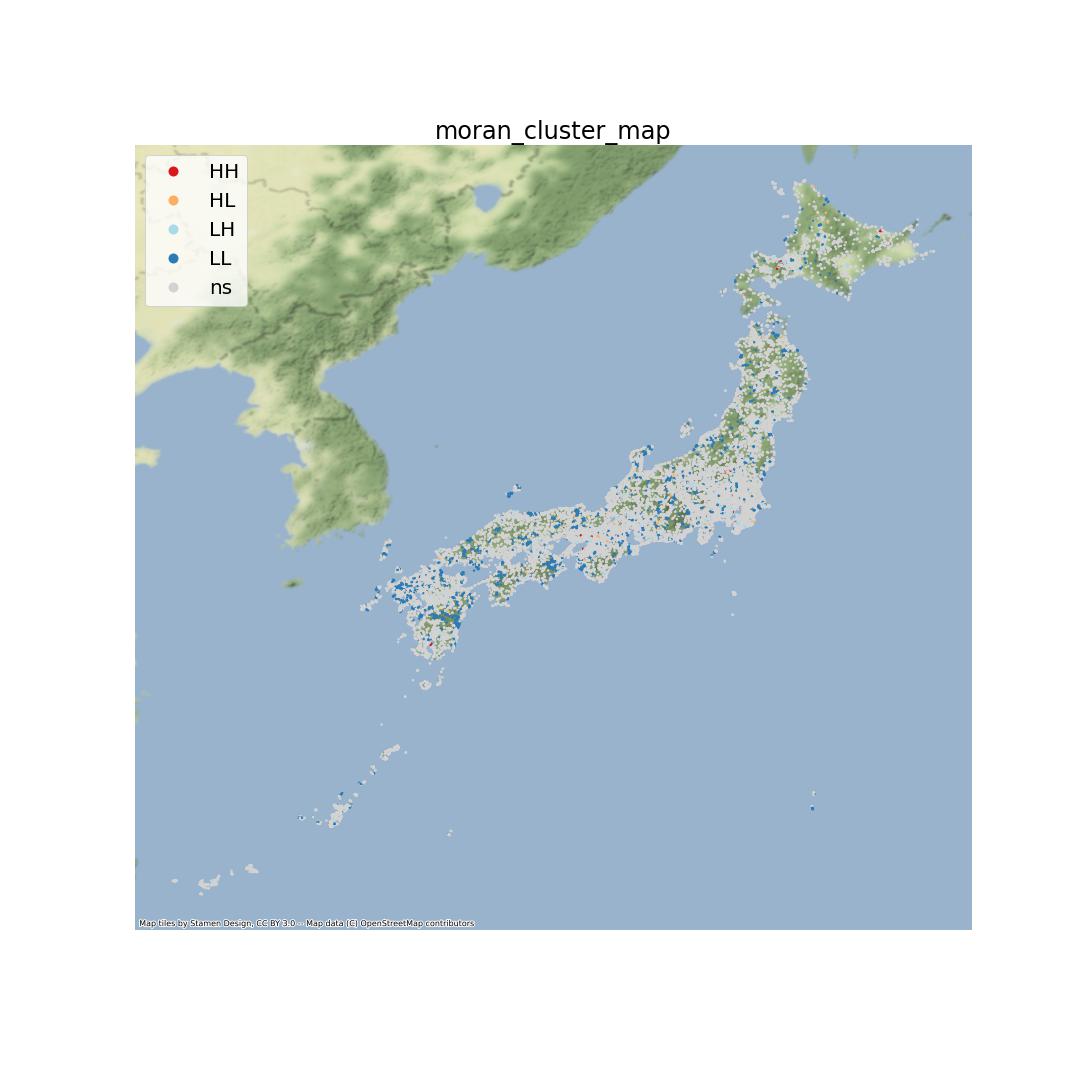 moran_cluster_map
HH
HL
LH
LL
ns
Map tiles by Stamen Design, CC BY 3.0 -- Map data (C) OpenStreetMap contributors